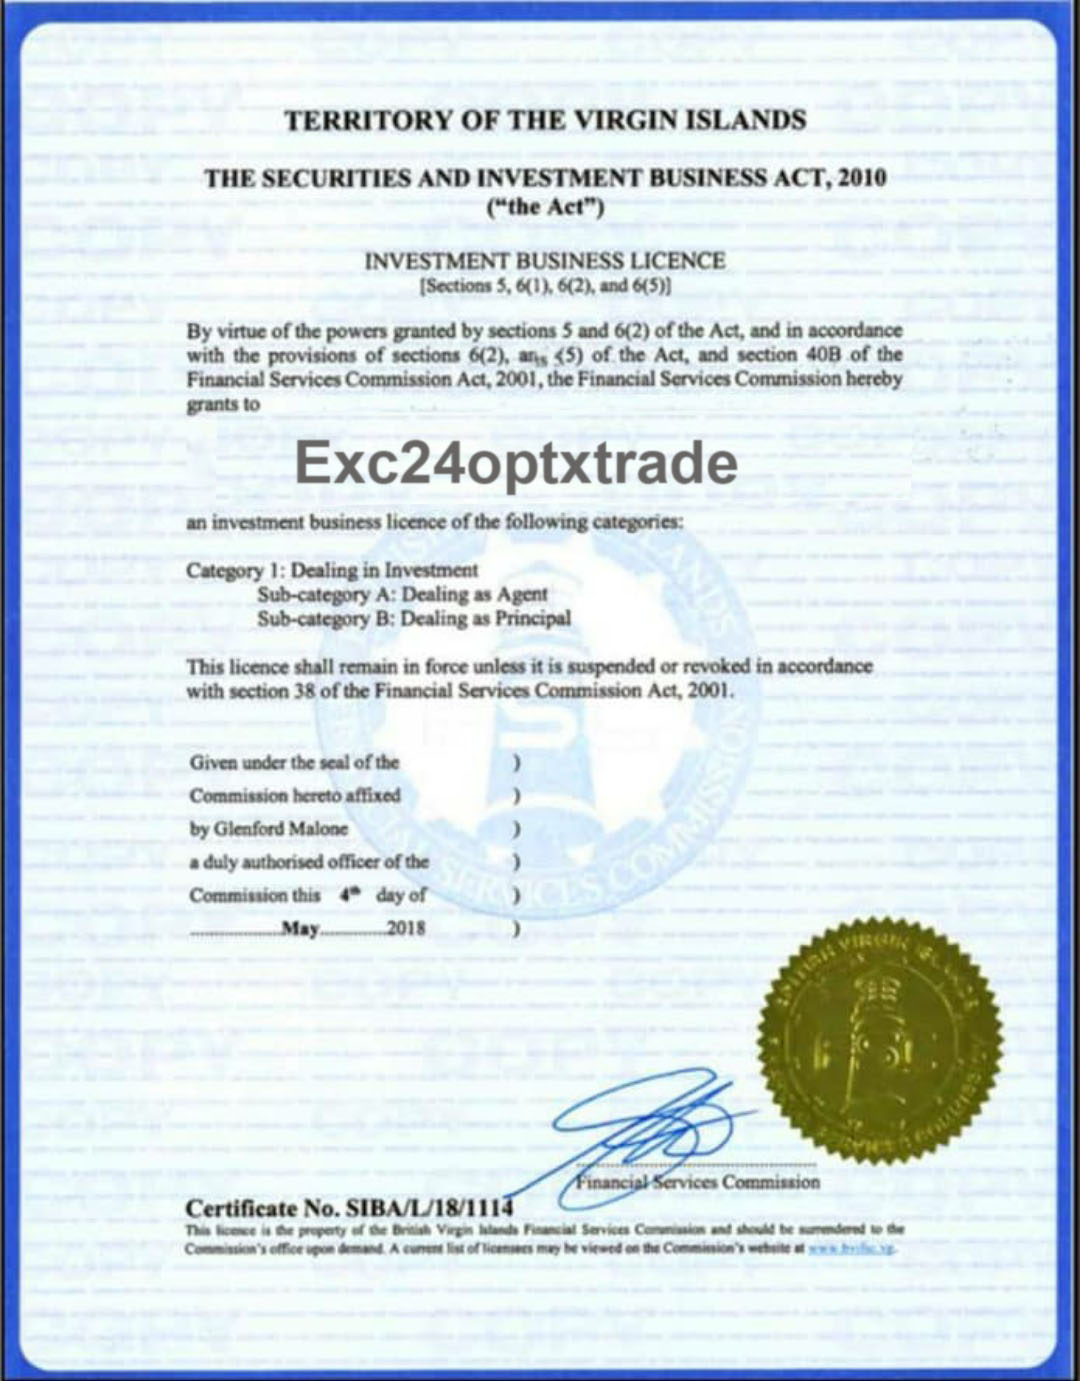 TERRITORY OF THE VIRGIN ISLANDS
THE SECURITIES AND INVESTMENT BUSINESS ACT, 2010
("the Act")
INVESTMENT BUSINESS LICENCE
[Sections 5, 6(1), 6(2), and 6(5)]
By virtue of the powers granted by sections 5 and 6(2) of the Act, and in accordance
with the provisions of sections 6(2), (5) of the Act, and section 40B of the
Financial Services Commission Act, 2001, the Financial Services Commission hereby
grants to
Exc24optxtrade
an investment business licence of the following categories:
Category 1: Dealing in Investment
Sub-category A: Dealing as Agent
Sub-category B: Dealing as Principal
This licence shall remain in force unless it is suspended or revoked in accordance
with section 38 of the Financial Services Commission Act, 2001.
Given under the seal of the )
Commission hereto affixed )
by Glenford Malone )
a duly authorised officer of the )
Commission this 4th day of )
May 2018 )
Financial Services Commission
Certificate No. SIBA/L/18/1114
This licence is the property of the British Virgin Islands Financial Services Commission and should be surrendered to the
Commission's office upon demand. A current list of licensees may be viewed on the Commission's website at www.bvifsc.vg.